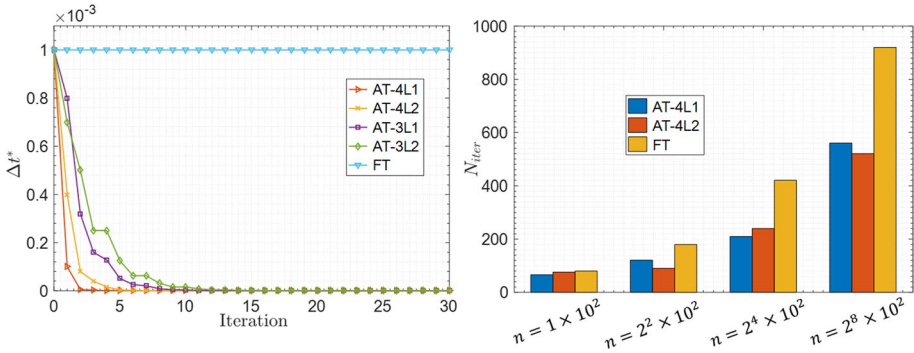 × 10⁻³
1
0.8
0.6
0.4
0.2
0
Δt*
AT-4L1
AT-4L2
AT-3L1
AT-3L2
FT
0 5 10 15 20 25 30
Iteration
1000
800
600
400
200
0
N_iter
AT-4L1
AT-4L2
FT
n = 1 × 10²
n = 2² × 10²
n = 2⁴ × 10²
n = 2⁸ × 10²